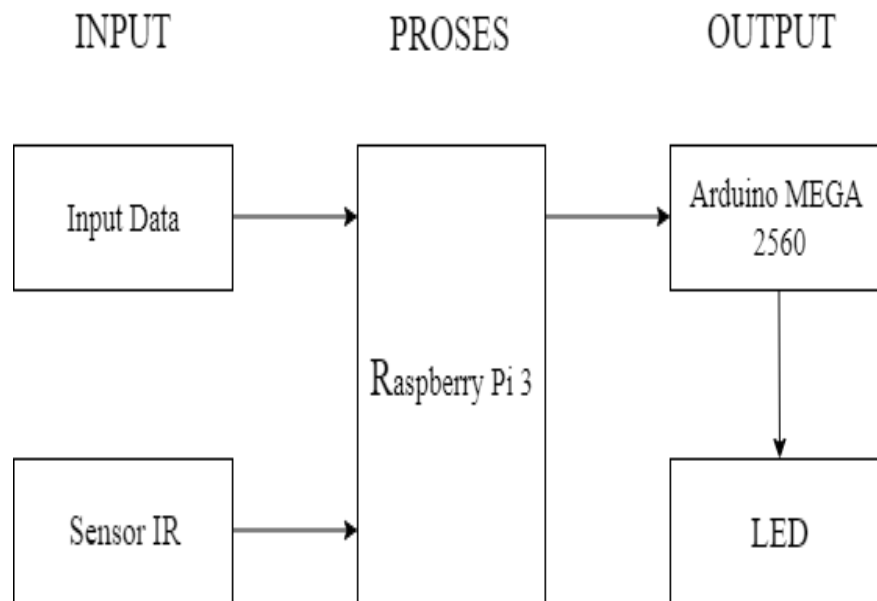 INPUT
PROSES
OUTPUT
Input Data
Raspberry Pi 3
Arduino MEGA
2560
Sensor IR
LED